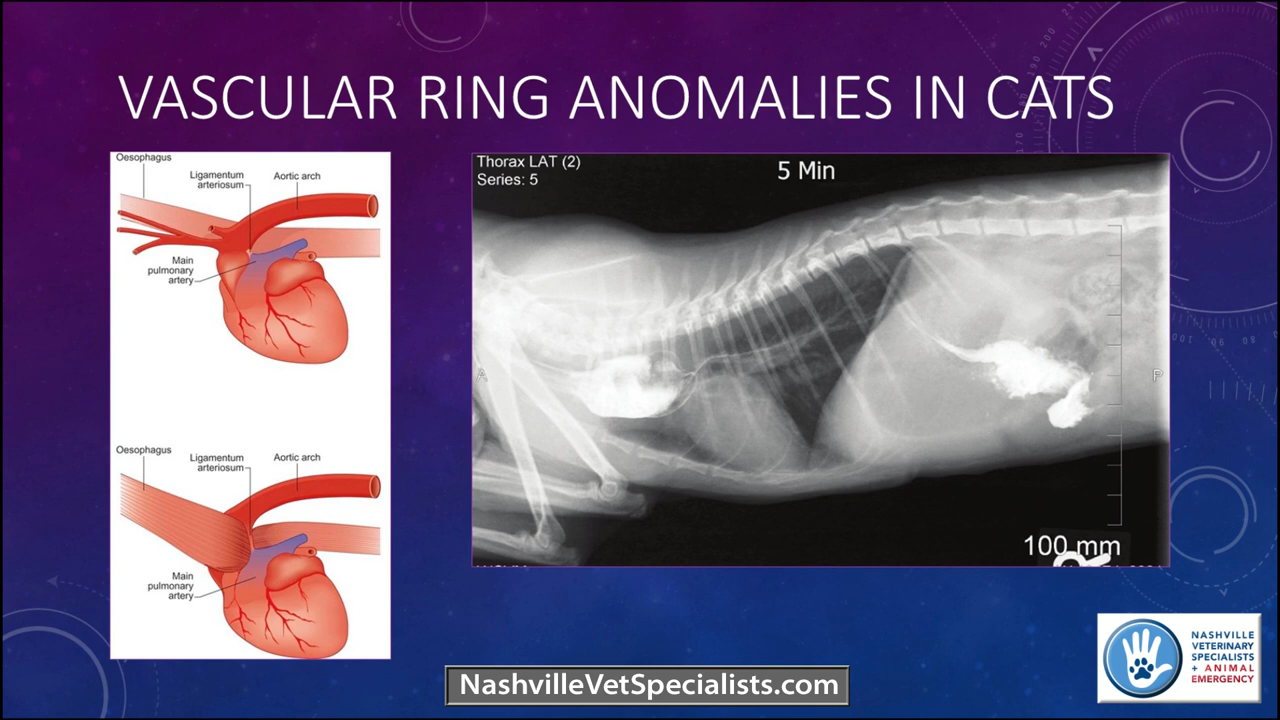 VASCULAR RING ANOMALIES IN CATS
Oesophagus
Ligamentum
arteriosum
Aortic arch
Main
pulmonary
artery
Oesophagus
Ligamentum
arteriosum
Aortic arch
Main
pulmonary
artery
Thorax LAT (2)
Series: 5
5 Min
A
P
100 mm
NashvilleVetSpecialists.com
NASHVILLE
VETERINARY
SPECIALISTS
+ ANIMAL
EMERGENCY